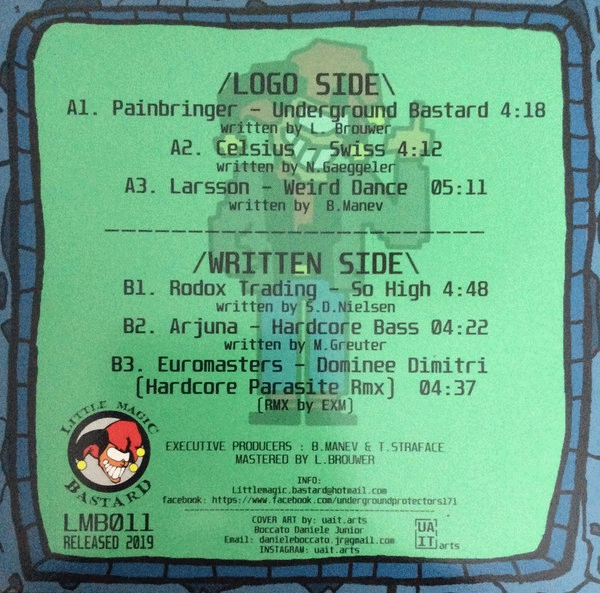 /LOGO SIDE\
A1. Painbringer - Underground Bastard 4:18
written by L. Brouwer
A2. Celsius - Swiss 4:12
written by N.Gaeggeler
A3. Larsson - Weird Dance 05:11
written by B.Manev
/WRITTEN SIDE\
B1. Rodox Trading - So High 4:48
written by S.D.Nielsen
B2. Arjuna - Hardcore Bass 04:22
written by M.Greuter
B3. Euromasters - Dominee Dimitri
(Hardcore Parasite Rmx) 04:37
(RMX by EXM)
LITTLE MAGIC
BASTARD
LMB011
RELEASED 2019
EXECUTIVE PRODUCERS : B.MANEV & T.STRAFACE
MASTERED BY L.BROUWER
INFO:
Littlemagic.bastard@hotmail.com
facebook: https://www.facebook.com/undergroundprotectors171
COVER ART by: uait.arts
Boccato Daniele Junior
Email: danieleboccato.jr@gmail.com
INSTAGRAM: uait.arts
UA
IT arts